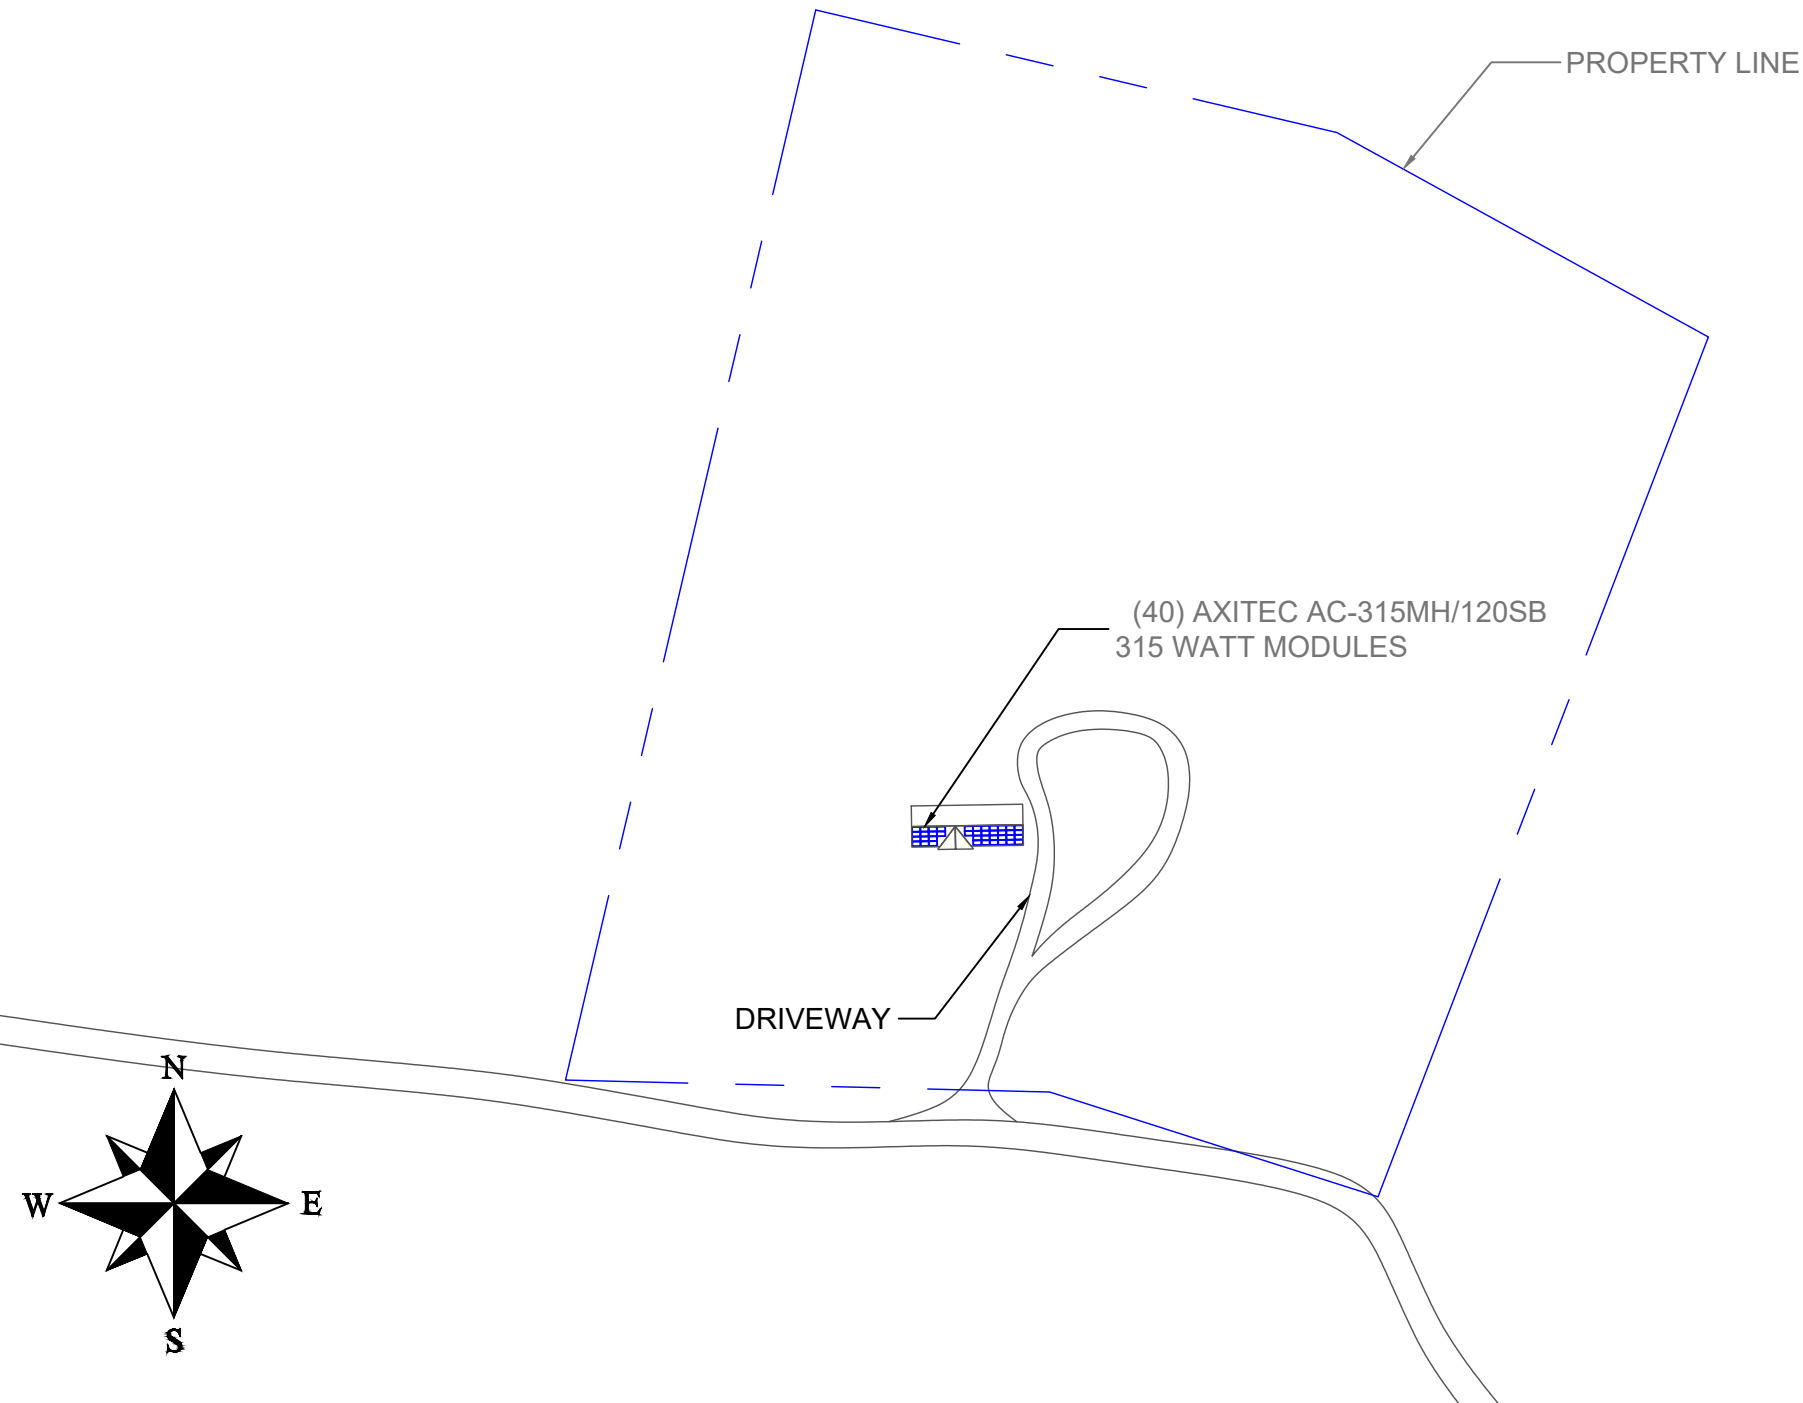 PROPERTY LINE
(40) AXITEC AC-315MH/120SB
315 WATT MODULES
DRIVEWAY
N
W
E
S